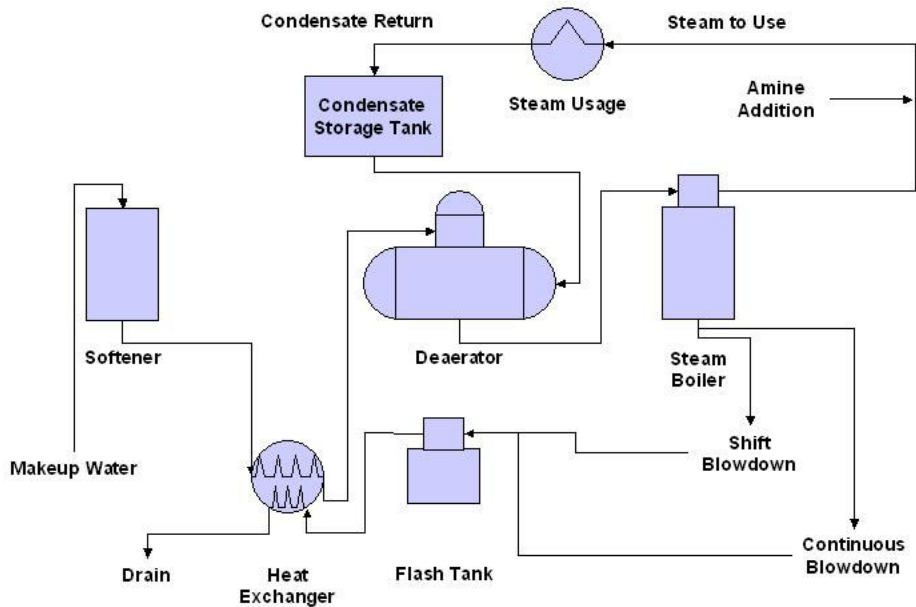 Condensate Return
Steam to Use
Condensate
Storage Tank
Steam Usage
Amine
Addition
Softener
Deaerator
Steam
Boiler
Makeup Water
Shift
Blowdown
Drain
Heat
Exchanger
Flash Tank
Continuous
Blowdown